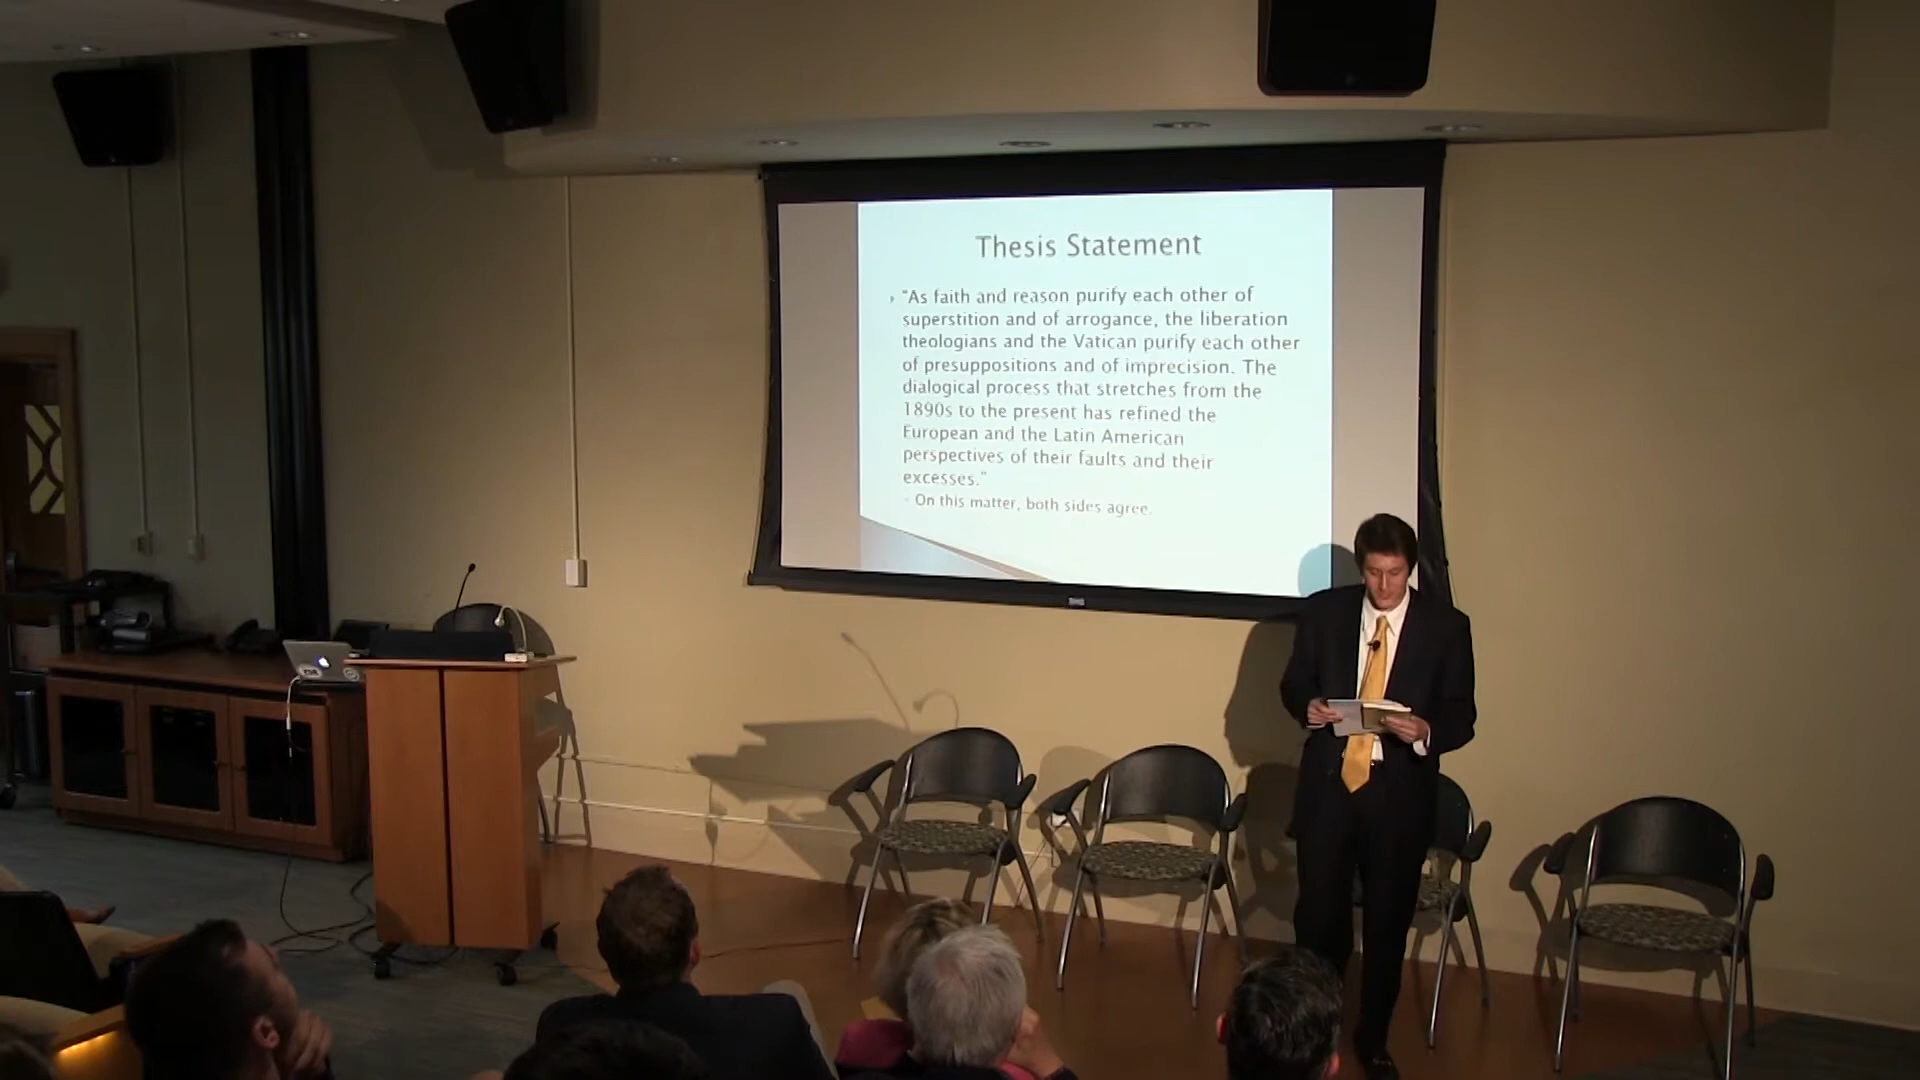 Thesis Statement
"As faith and reason purify each other of
superstition and of arrogance, the liberation
theologians and the Vatican purify each other
of presuppositions and of imprecision. The
dialogical process that stretches from the
1890s to the present has refined the
European and the Latin American
perspectives of their faults and their
excesses."
On this matter, both sides agree.